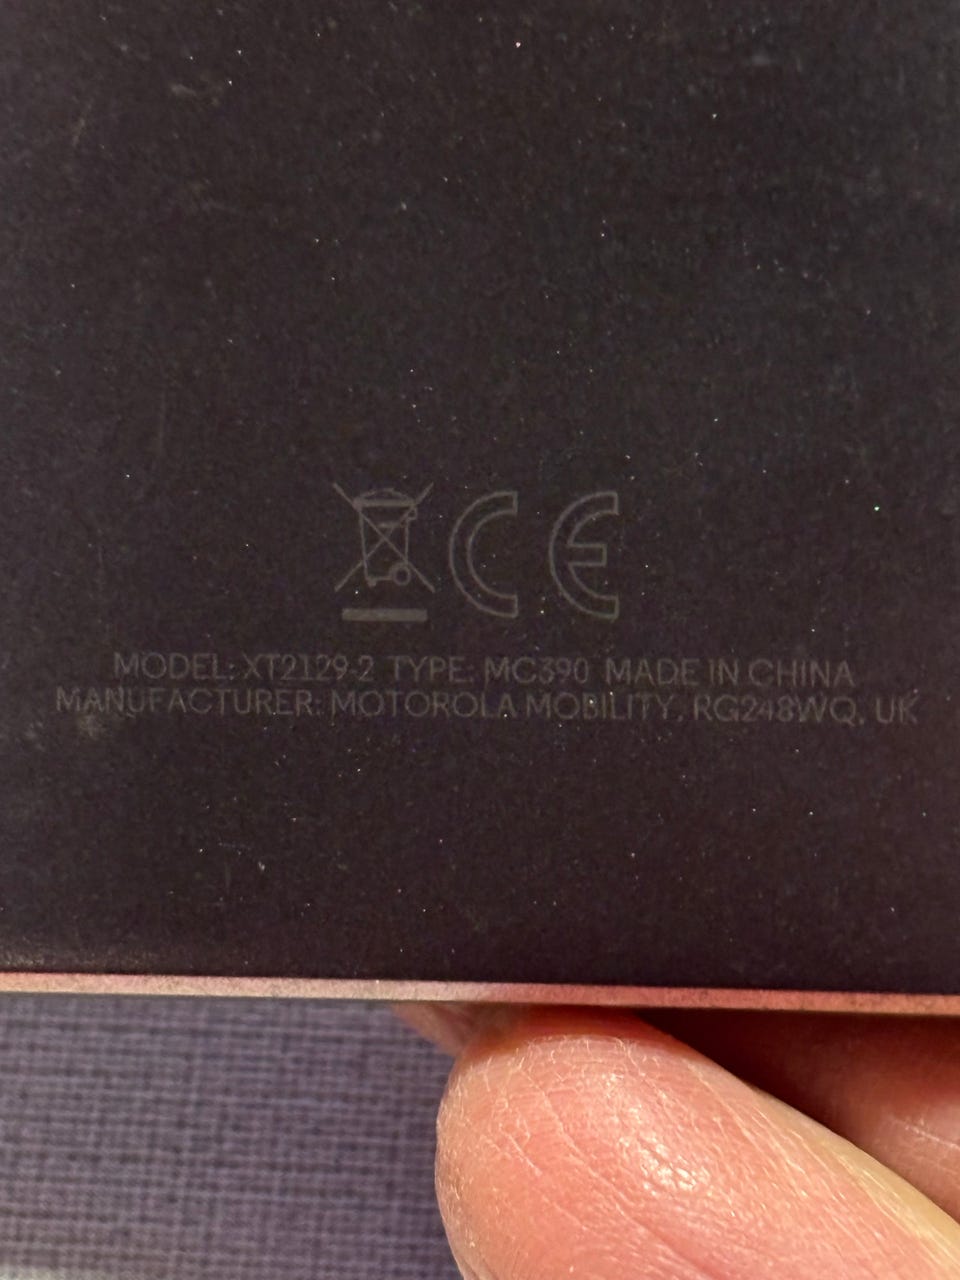 CE
MODEL: XT2129-2 TYPE: MC390 MADE IN CHINA
MANUFACTURER: MOTOROLA MOBILITY, RG248WQ, UK